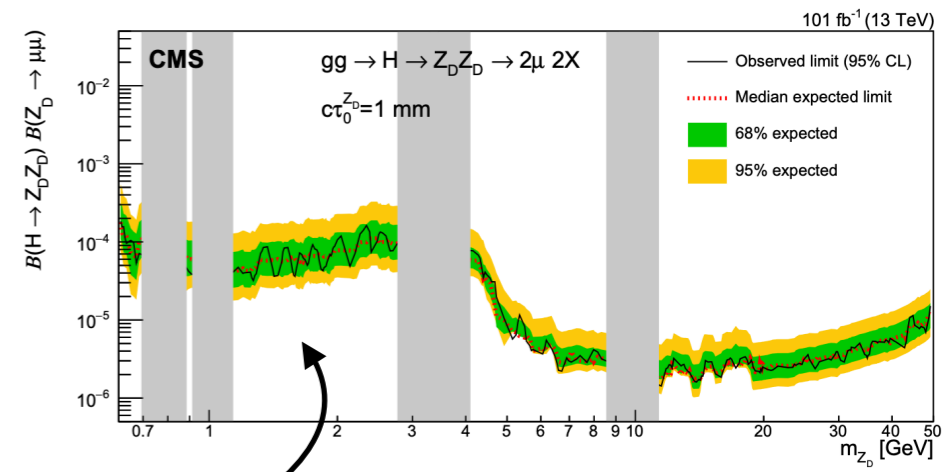 101 fb⁻¹ (13 TeV)
CMS
gg → H → Z_D Z_D → 2μ 2X
cτ₀^{Z_D}=1 mm
Observed limit (95% CL)
Median expected limit
68% expected
95% expected
B(H → Z_D Z_D) B(Z_D → μμ)
10⁻²
10⁻³
10⁻⁴
10⁻⁵
10⁻⁶
0.7 1 2 3 4 5 6 7 8 9 10 20 30 40 50
m_{Z_D} [GeV]